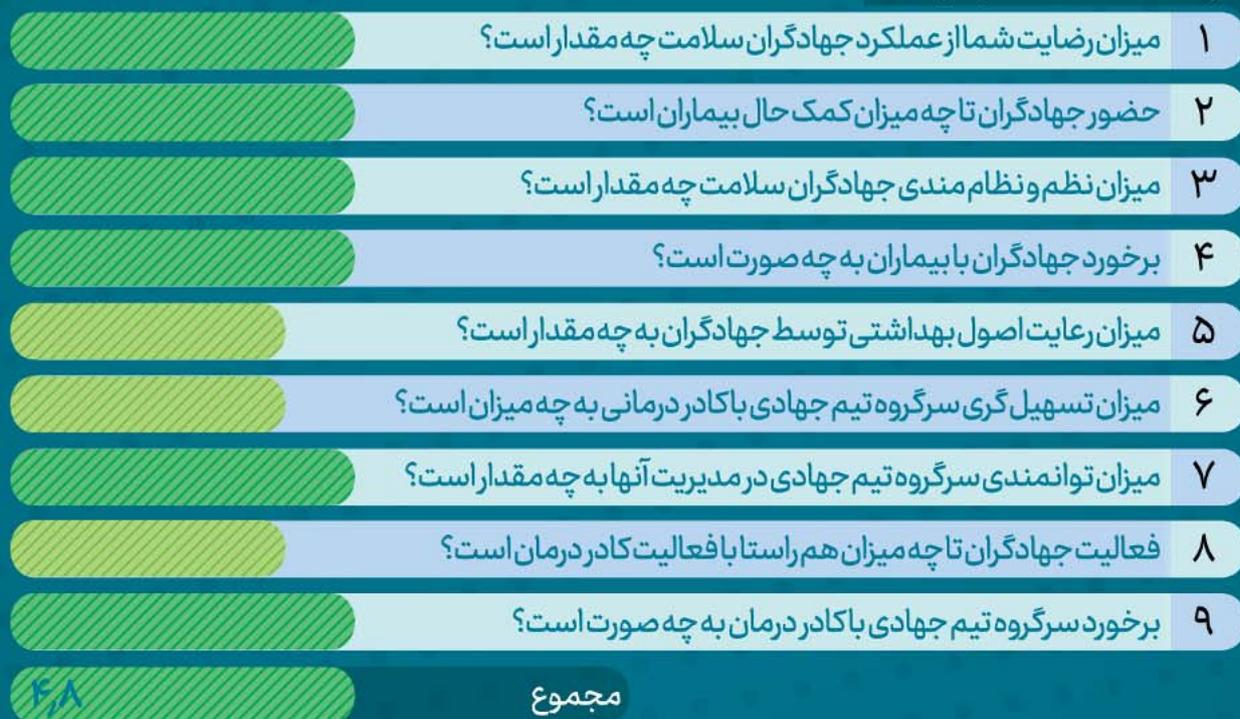 ۱ میزان رضایت شما از عملکرد جهادگران سلامت چه مقدار است؟
۲ حضور جهادگران تا چه میزان کمک حال بیماران است؟
۳ میزان نظم و نظام مندی جهادگران سلامت چه مقدار است؟
۴ برخورد جهادگران با بیماران به چه صورت است؟
۵ میزان رعایت اصول بهداشتی توسط جهادگران به چه مقدار است؟
۶ میزان تسهیل گری سرگروه تیم جهادی با کادر درمانی به چه میزان است؟
۷ میزان توانمندی سرگروه تیم جهادی در مدیریت آنها به چه مقدار است؟
۸ فعالیت جهادگران تا چه میزان هم راستا با فعالیت کادر درمان است؟
۹ برخورد سرگروه تیم جهادی با کادر درمان به چه صورت است؟
مجموع ۴٫۸